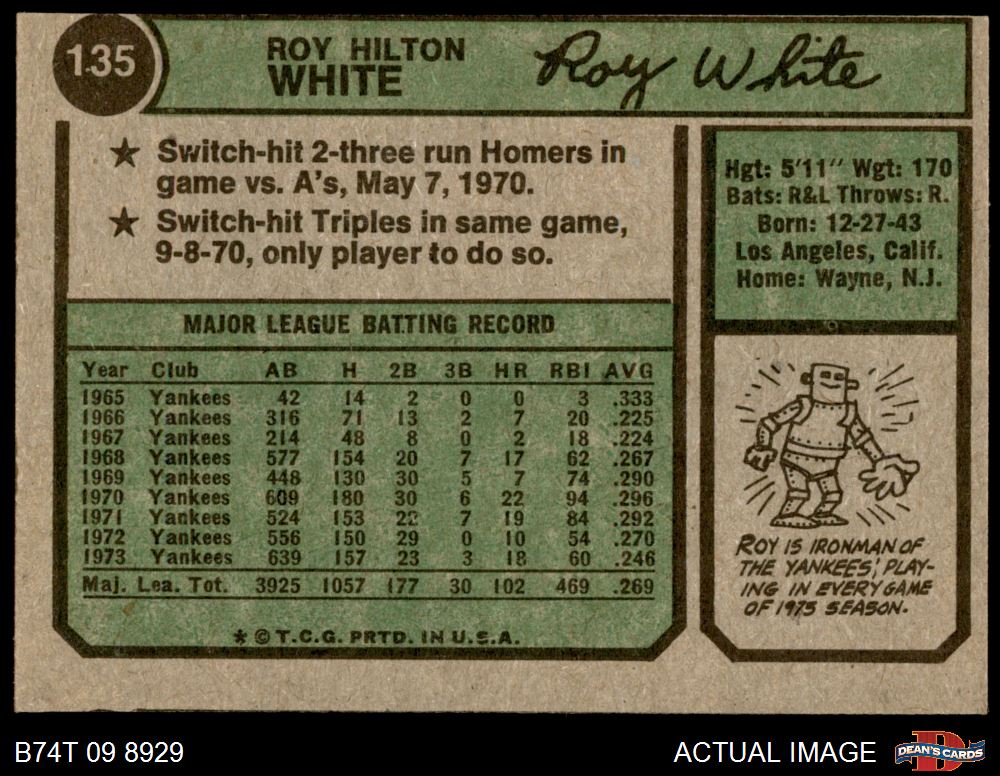 135
ROY HILTON
WHITE
Roy White
★ Switch-hit 2-three run Homers in
game vs. A's, May 7, 1970.
★ Switch-hit Triples in same game,
9-8-70, only player to do so.
MAJOR LEAGUE BATTING RECORD
Year Club AB H 2B 3B HR RBI AVG
1965 Yankees 42 14 2 0 0 3 .333
1966 Yankees 316 71 13 2 7 20 .225
1967 Yankees 214 48 8 0 2 18 .224
1968 Yankees 577 154 20 7 17 62 .267
1969 Yankees 448 130 30 5 7 74 .290
1970 Yankees 609 180 30 6 22 94 .296
1971 Yankees 524 153 22 7 19 84 .292
1972 Yankees 556 150 29 0 10 54 .270
1973 Yankees 639 157 23 3 18 60 .246
Maj. Lea. Tot. 3925 1057 177 30 102 469 .269
* © T.C.G. PRTD. IN U.S.A.
Hgt: 5'11" Wgt: 170
Bats: R&L Throws: R.
Born: 12-27-43
Los Angeles, Calif.
Home: Wayne, N.J.
ROY IS IRONMAN OF
THE YANKEES, PLAY-
ING IN EVERY GAME
OF 1973 SEASON.
B74T 09 8929
ACTUAL IMAGE
DEAN'S CARDS